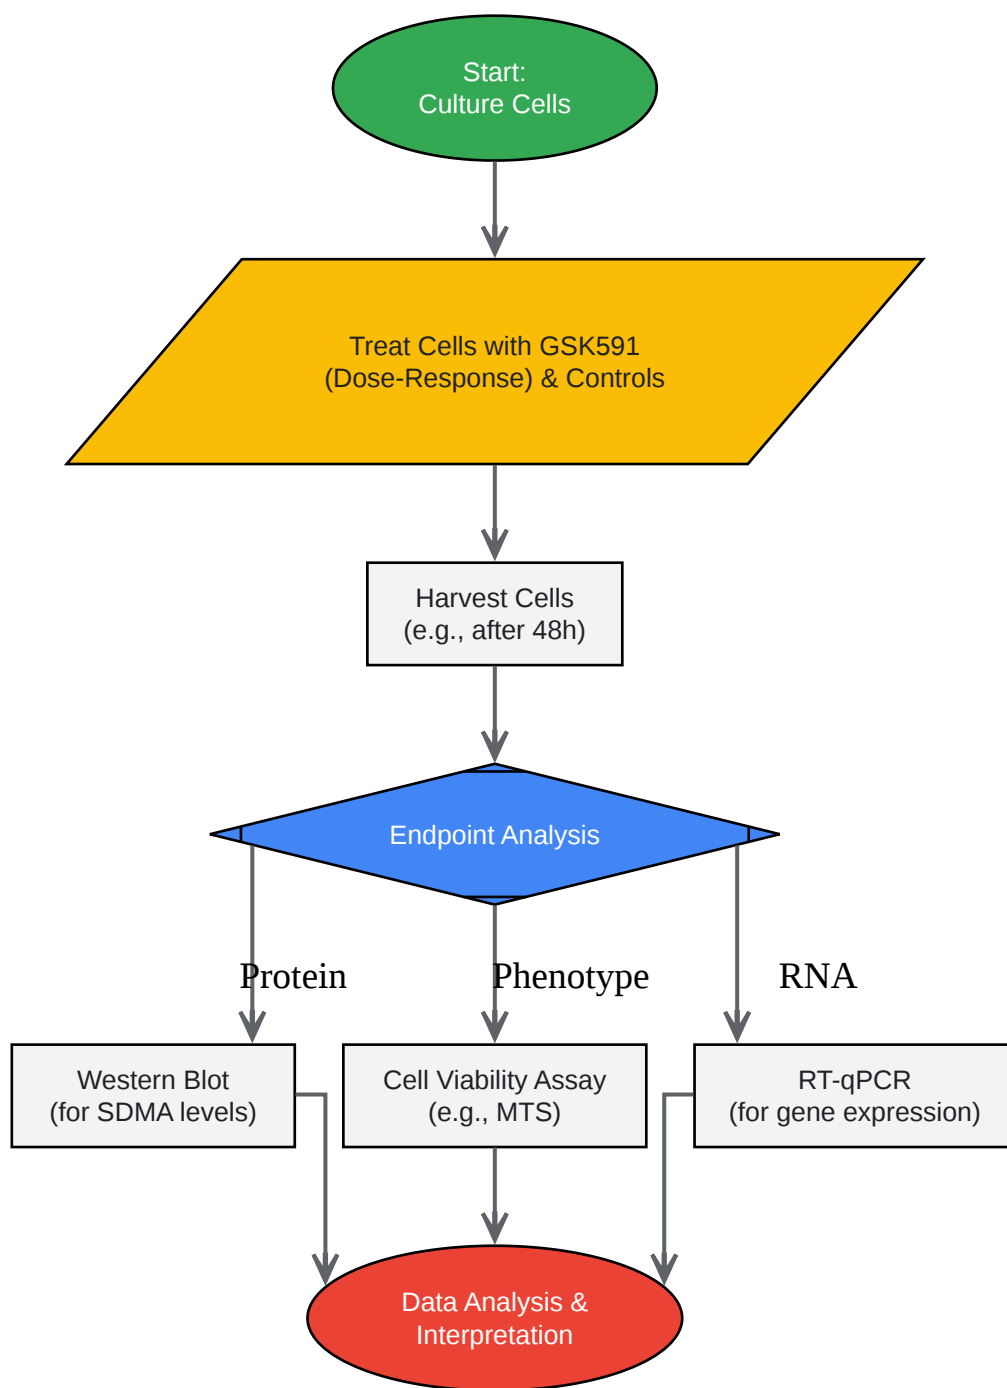 Start:
Culture Cells
Treat Cells with GSK591
(Dose-Response) & Controls
Harvest Cells
(e.g., after 48h)
Endpoint Analysis
Protein
Phenotype
RNA
Western Blot
(for SDMA levels)
Cell Viability Assay
(e.g., MTS)
RT-qPCR
(for gene expression)
Data Analysis &
Interpretation